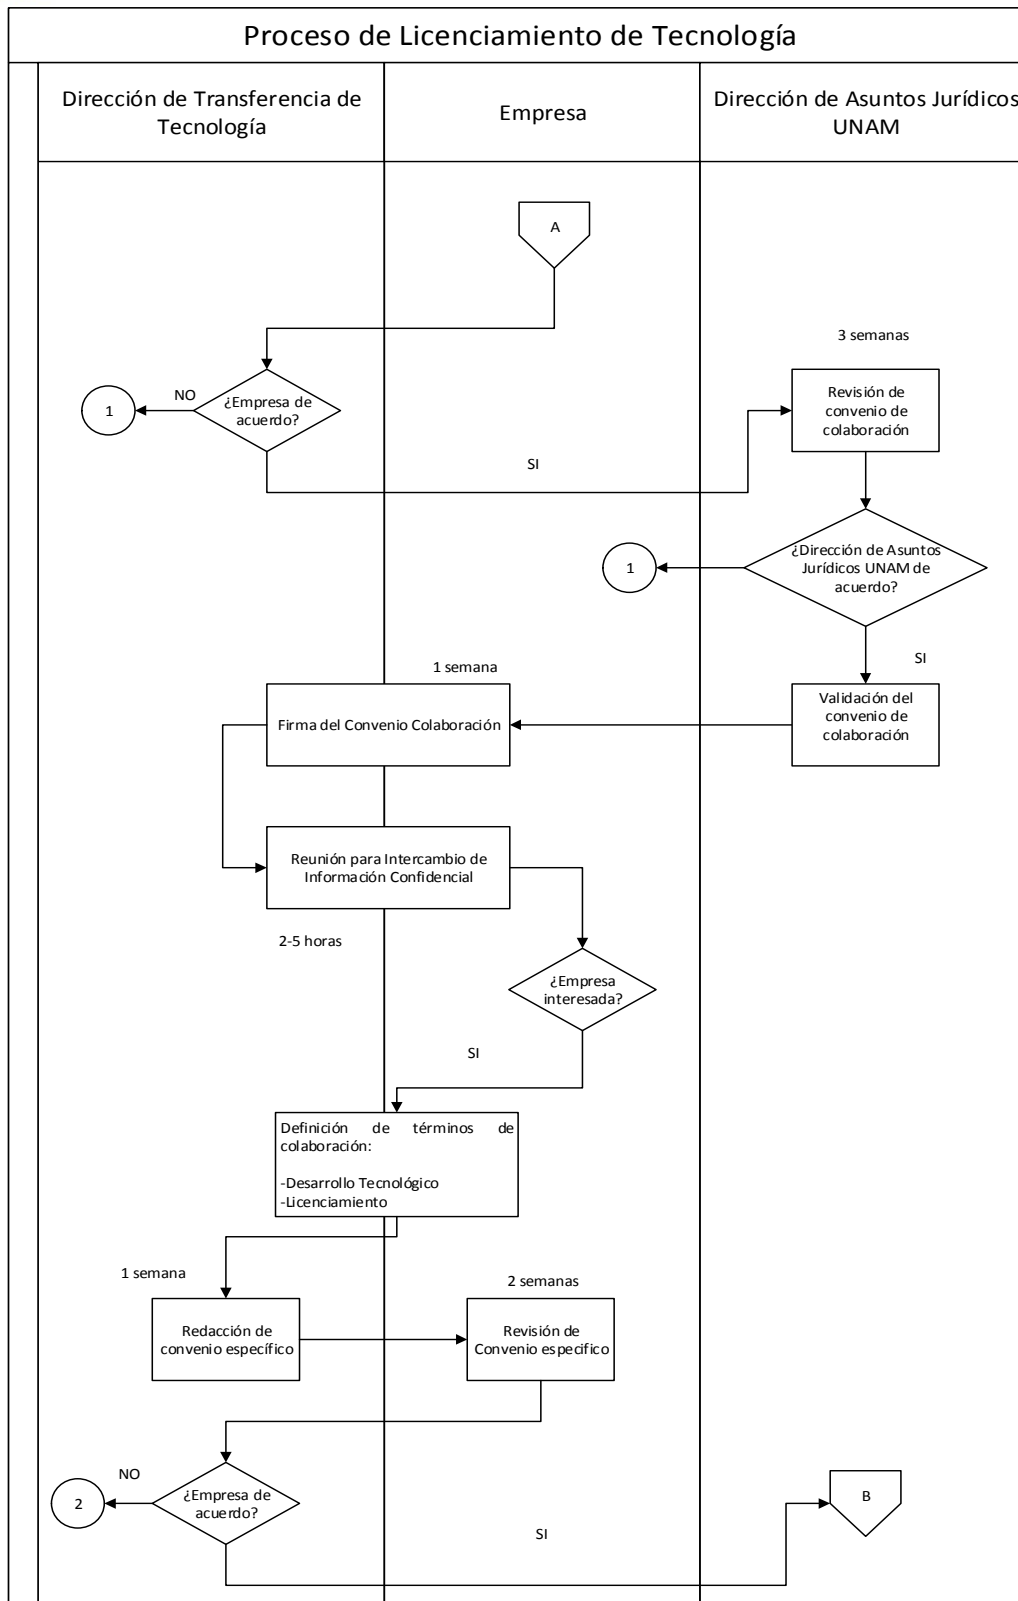 Proceso de Licenciamiento de Tecnología
Dirección de Transferencia de
Tecnología
Empresa
Dirección de Asuntos Jurídicos
UNAM
A
3 semanas
¿Empresa de
acuerdo?
NO
1
SI
Revisión de
convenio de
colaboración
¿Dirección de Asuntos
Jurídicos UNAM de
acuerdo?
1
SI
1 semana
Validación del
convenio de
colaboración
Firma del Convenio Colaboración
Reunión para Intercambio de
Información Confidencial
2-5 horas
¿Empresa
interesada?
SI
Definición de términos de
colaboración:
-Desarrollo Tecnológico
-Licenciamiento
1 semana
2 semanas
Redacción de
convenio específico
Revisión de
Convenio especifico
NO
2
¿Empresa de
acuerdo?
SI
B